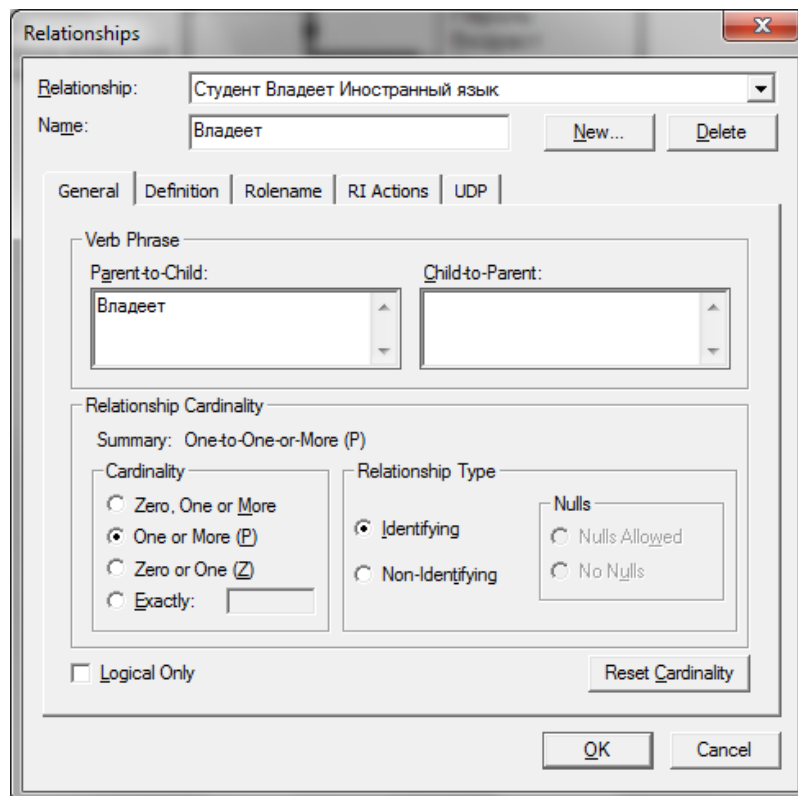 Пароль
Возраст
Relationships
Relationship: Студент Владеет Иностранный язык
Name: Владеет New... Delete
General Definition Rolename RI Actions UDP
Verb Phrase
Parent-to-Child: Child-to-Parent:
Владеет
Relationship Cardinality
Summary: One-to-One-or-More (P)
Cardinality Relationship Type
Zero, One or More Nulls
One or More (P) Identifying Nulls Allowed
Zero or One (Z) Non-Identifying No Nulls
Exactly:
Logical Only Reset Cardinality
OK Cancel